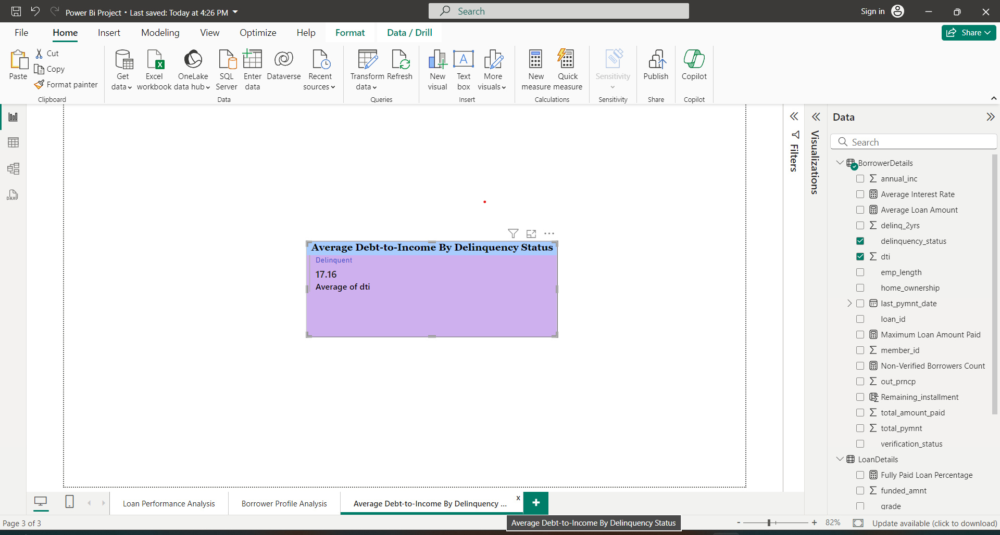 Power Bi Project • Last saved: Today at 4:26 PM
Search
Sign in
File
Home
Insert
Modeling
View
Optimize
Help
Format
Data / Drill
Share
Paste
Cut
Copy
Format painter
Clipboard
Get data
Excel workbook
OneLake data hub
SQL Server
Enter data
Dataverse
Recent sources
Data
Transform data
Refresh
Queries
New visual
Text box
More visuals
Insert
New measure
Quick measure
Calculations
Sensitivity
Sensitivity
Publish
Share
Copilot
Copilot
DAX
Average Debt-to-Income By Delinquency Status
Delinquent
17.16
Average of dti
Filters
Visualizations
Data
Search
BorrowerDetails
annual_inc
Average Interest Rate
Average Loan Amount
delinq_2yrs
delinquency_status
dti
emp_length
home_ownership
last_pymnt_date
loan_id
Maximum Loan Amount Paid
member_id
Non-Verified Borrowers Count
out_prncp
Remaining_installment
total_amount_paid
total_pymnt
verification_status
LoanDetails
Fully Paid Loan Percentage
funded_amnt
grade
Loan Performance Analysis
Borrower Profile Analysis
Average Debt-to-Income By Delinquency ...
x
Page 3 of 3
Average Debt-to-Income By Delinquency Status
- + 82%
Update available (click to download)